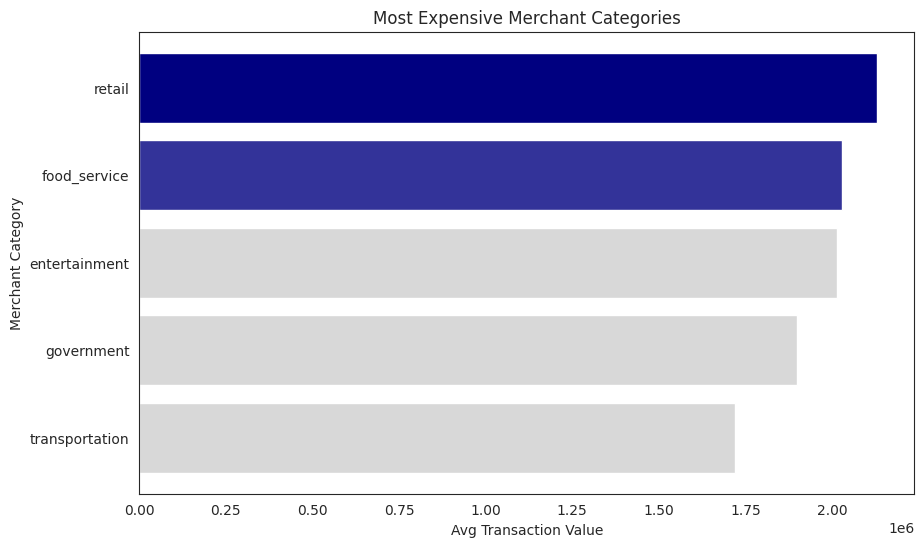 Most Expensive Merchant Categories
Merchant Category
retail
food_service
entertainment
government
transportation
0.00 0.25 0.50 0.75 1.00 1.25 1.50 1.75 2.00
1e6
Avg Transaction Value